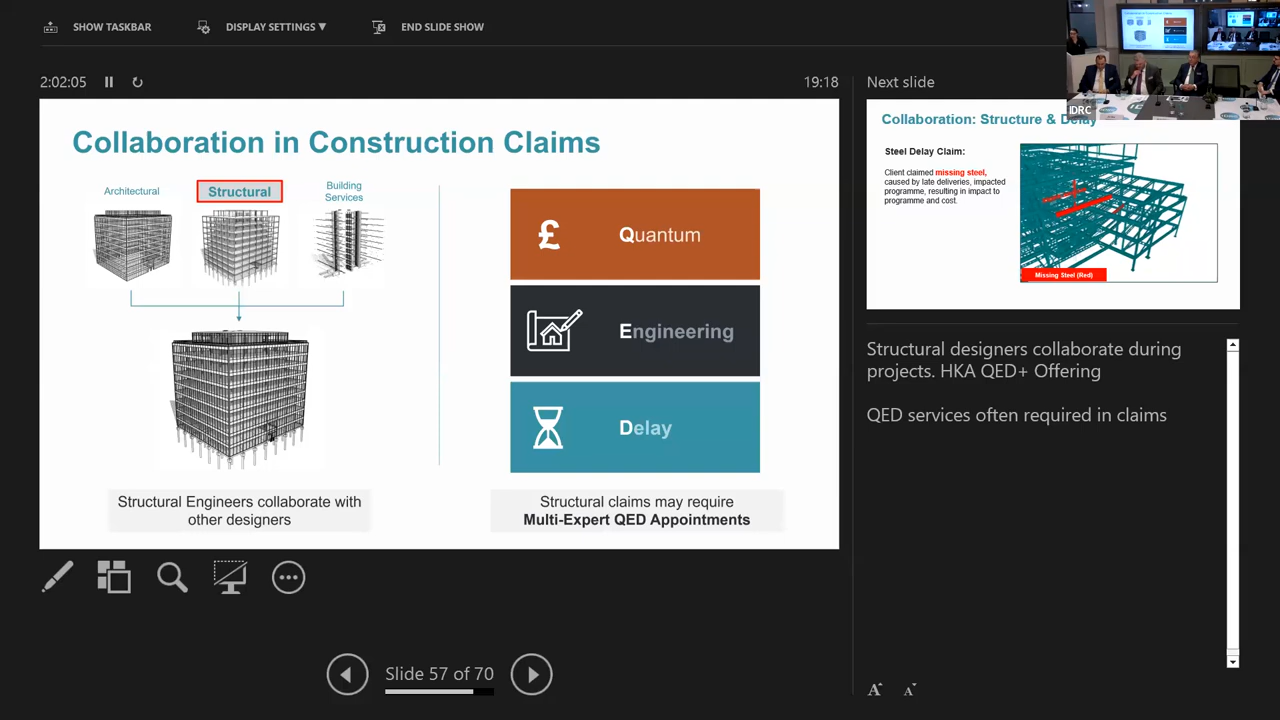 SHOW TASKBAR
DISPLAY SETTINGS ▼
END SLIDE SHOW
2:02:05
19:18
Next slide
Collaboration in Construction Claims
Architectural
Structural
Building
Services
£
Quantum
Engineering
Delay
Structural Engineers collaborate with
other designers
Structural claims may require
Multi-Expert QED Appointments
IDRC
Collaboration: Structure & Delay
Steel Delay Claim:
Client claimed missing steel,
caused by late deliveries, impacted
programme, resulting in impact to
programme and cost.
Missing Steel (Red)
Structural designers collaborate during
projects. HKA QED+ Offering
QED services often required in claims
Slide 57 of 70
A A